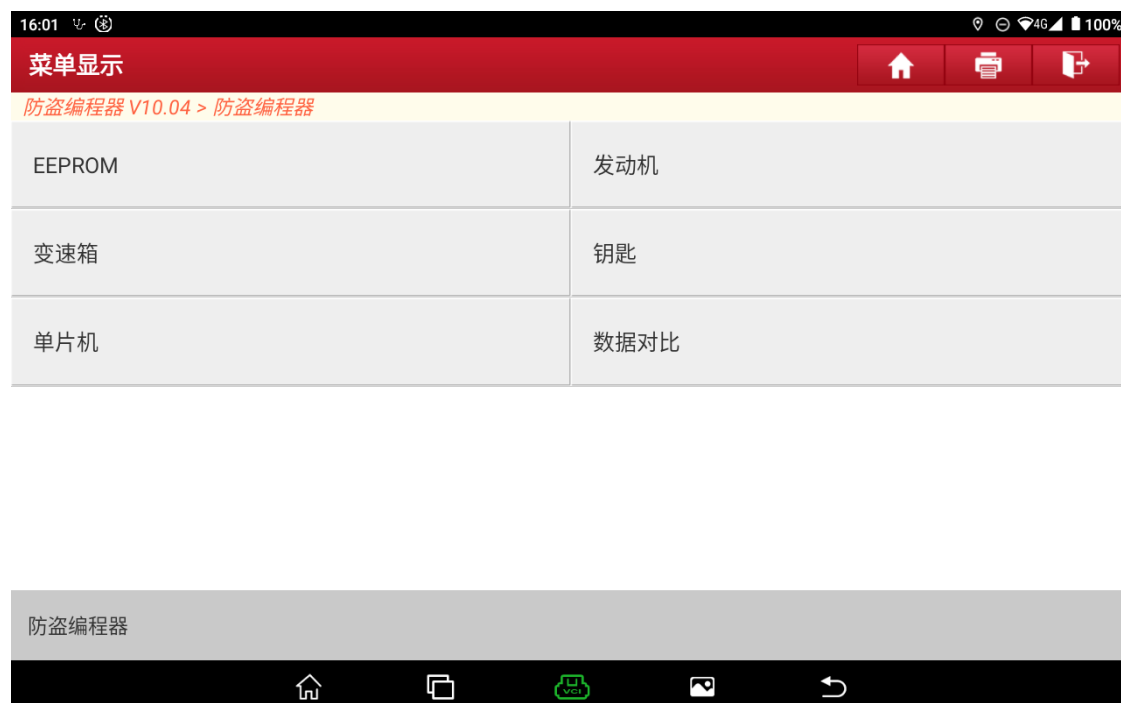 16:01 4G 100%
菜单显示
防盗编程器 V10.04 > 防盗编程器
EEPROM 发动机
变速箱 钥匙
单片机 数据对比
防盗编程器
VCI